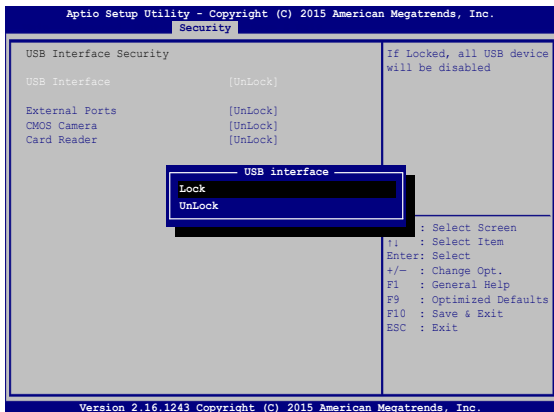 Aptio Setup Utility - Copyright (C) 2015 American Megatrends, Inc.
Security
USB Interface Security
USB Interface [UnLock]
External Ports [UnLock]
CMOS Camera [UnLock]
Card Reader [UnLock]
If Locked, all USB device
will be disabled
USB interface
Lock
UnLock
: Select Screen
↑↓ : Select Item
Enter: Select
+/— : Change Opt.
F1 : General Help
F9 : Optimized Defaults
F10 : Save & Exit
ESC : Exit
Version 2.16.1243 Copyright (C) 2015 American Megatrends, Inc.